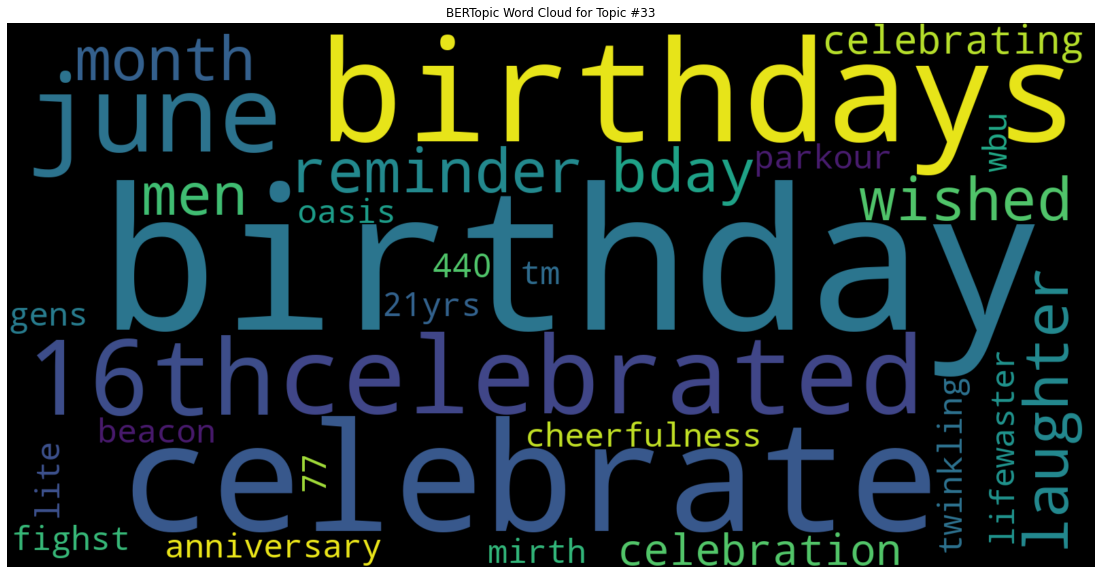 BERTopic Word Cloud for Topic #33
month
birthdays
celebrating
june
wbu
reminder
bday
parkour
men
oasis
wished
birthday
440
tm
21yrs
gens
laughter
16th
celebrated
beacon
cheerfulness
twinkling
lifewaster
lite
77
celebrate
fighst
anniversary
mirth
celebration